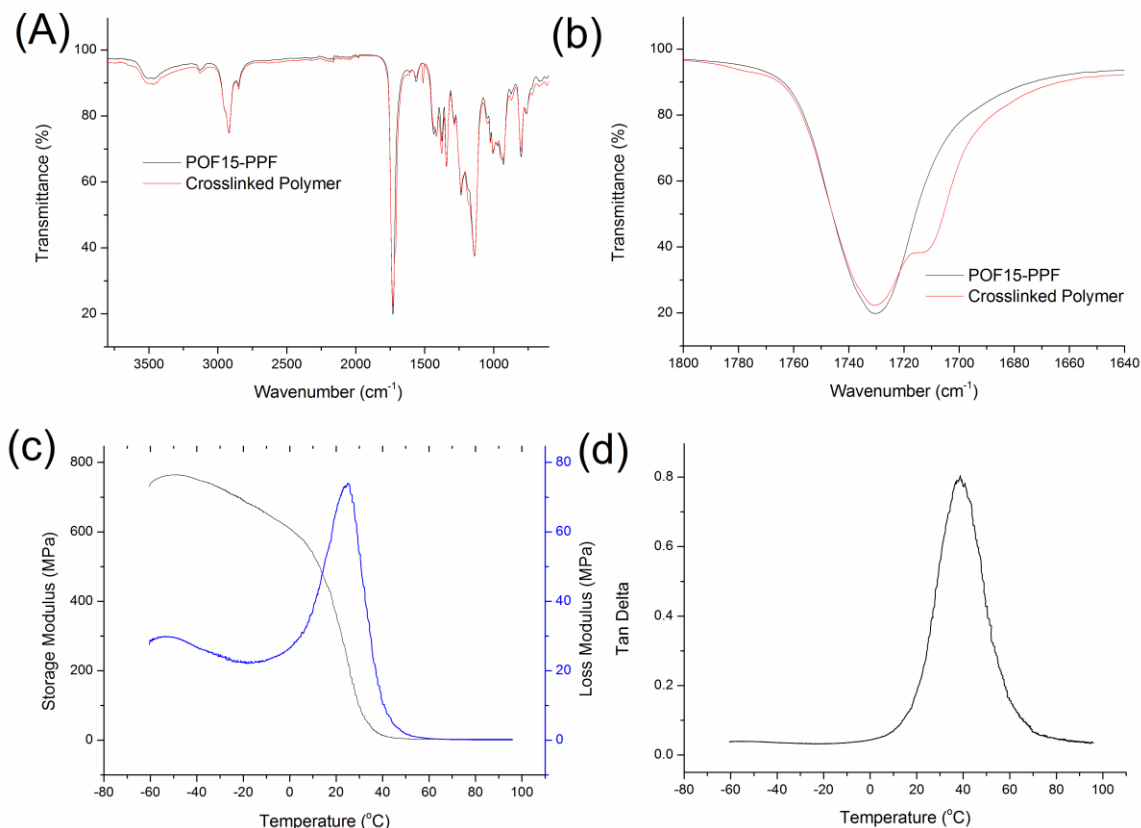 (A)
Transmittance (%)
100
80
60
40
20
POF15-PPF
Crosslinked Polymer
3500 3000 2500 2000 1500 1000
Wavenumber (cm⁻¹)
(b)
Transmittance (%)
100
80
60
40
20
POF15-PPF
Crosslinked Polymer
1800 1780 1760 1740 1720 1700 1680 1660 1640
Wavenumber (cm⁻¹)
(c)
Storage Modulus (MPa)
800
600
400
200
0
80
60
40
20
0
Loss Modulus (MPa)
-80 -60 -40 -20 0 20 40 60 80 100
Temperature (°C)
(d)
Tan Delta
0.8
0.6
0.4
0.2
0.0
-80 -60 -40 -20 0 20 40 60 80 100
Temperature (°C)